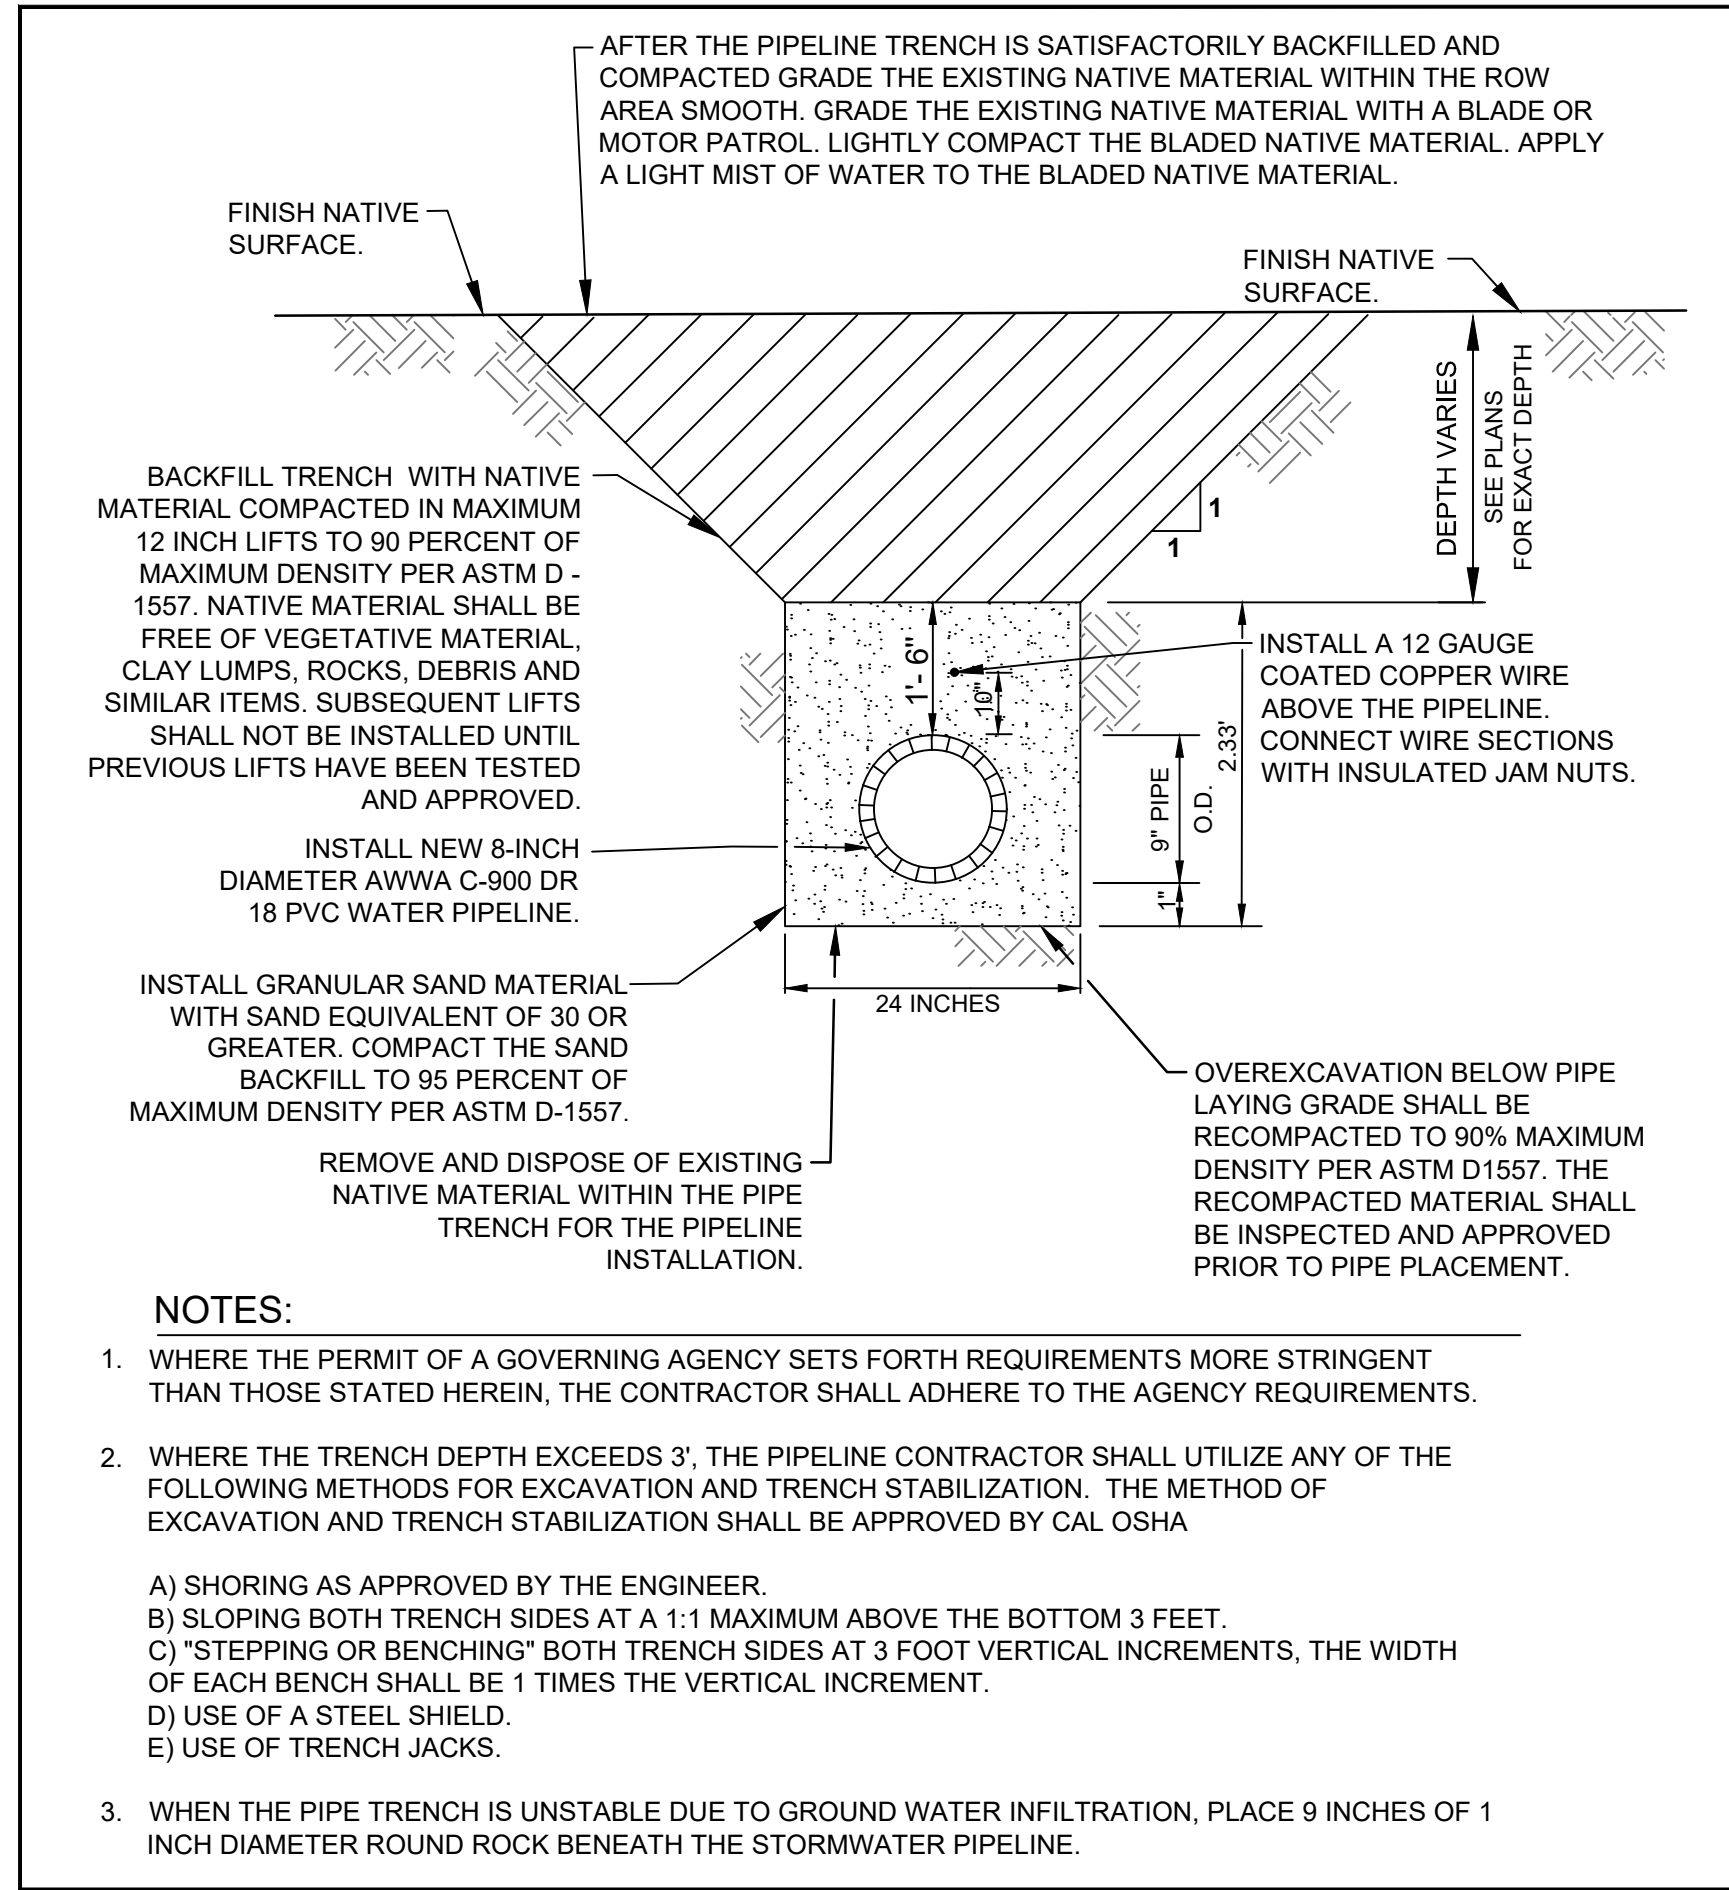 AFTER THE PIPELINE TRENCH IS SATISFACTORILY BACKFILLED AND
COMPACTED GRADE THE EXISTING NATIVE MATERIAL WITHIN THE ROW
AREA SMOOTH. GRADE THE EXISTING NATIVE MATERIAL WITH A BLADE OR
MOTOR PATROL. LIGHTLY COMPACT THE BLADED NATIVE MATERIAL. APPLY
A LIGHT MIST OF WATER TO THE BLADED NATIVE MATERIAL.
FINISH NATIVE
SURFACE.
FINISH NATIVE
SURFACE.
DEPTH VARIES
SEE PLANS
FOR EXACT DEPTH
1
1
BACKFILL TRENCH WITH NATIVE
MATERIAL COMPACTED IN MAXIMUM
12 INCH LIFTS TO 90 PERCENT OF
MAXIMUM DENSITY PER ASTM D -
1557. NATIVE MATERIAL SHALL BE
FREE OF VEGETATIVE MATERIAL,
CLAY LUMPS, ROCKS, DEBRIS AND
SIMILAR ITEMS. SUBSEQUENT LIFTS
SHALL NOT BE INSTALLED UNTIL
PREVIOUS LIFTS HAVE BEEN TESTED
AND APPROVED.
1'- 6"
10"
INSTALL A 12 GAUGE
COATED COPPER WIRE
ABOVE THE PIPELINE.
CONNECT WIRE SECTIONS
WITH INSULATED JAM NUTS.
2.33'
9" PIPE
O.D.
1"
INSTALL NEW 8-INCH
DIAMETER AWWA C-900 DR
18 PVC WATER PIPELINE.
24 INCHES
INSTALL GRANULAR SAND MATERIAL
WITH SAND EQUIVALENT OF 30 OR
GREATER. COMPACT THE SAND
BACKFILL TO 95 PERCENT OF
MAXIMUM DENSITY PER ASTM D-1557.
OVEREXCAVATION BELOW PIPE
LAYING GRADE SHALL BE
RECOMPACTED TO 90% MAXIMUM
DENSITY PER ASTM D1557. THE
RECOMPACTED MATERIAL SHALL
BE INSPECTED AND APPROVED
PRIOR TO PIPE PLACEMENT.
REMOVE AND DISPOSE OF EXISTING
NATIVE MATERIAL WITHIN THE PIPE
TRENCH FOR THE PIPELINE
INSTALLATION.
NOTES:
1. WHERE THE PERMIT OF A GOVERNING AGENCY SETS FORTH REQUIREMENTS MORE STRINGENT
THAN THOSE STATED HEREIN, THE CONTRACTOR SHALL ADHERE TO THE AGENCY REQUIREMENTS.
2. WHERE THE TRENCH DEPTH EXCEEDS 3', THE PIPELINE CONTRACTOR SHALL UTILIZE ANY OF THE
FOLLOWING METHODS FOR EXCAVATION AND TRENCH STABILIZATION. THE METHOD OF
EXCAVATION AND TRENCH STABILIZATION SHALL BE APPROVED BY CAL OSHA
A) SHORING AS APPROVED BY THE ENGINEER.
B) SLOPING BOTH TRENCH SIDES AT A 1:1 MAXIMUM ABOVE THE BOTTOM 3 FEET.
C) "STEPPING OR BENCHING" BOTH TRENCH SIDES AT 3 FOOT VERTICAL INCREMENTS, THE WIDTH
OF EACH BENCH SHALL BE 1 TIMES THE VERTICAL INCREMENT.
D) USE OF A STEEL SHIELD.
E) USE OF TRENCH JACKS.
3. WHEN THE PIPE TRENCH IS UNSTABLE DUE TO GROUND WATER INFILTRATION, PLACE 9 INCHES OF 1
INCH DIAMETER ROUND ROCK BENEATH THE STORMWATER PIPELINE.